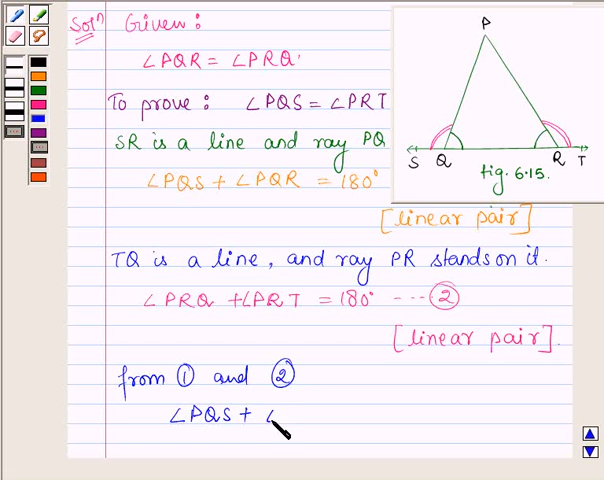 Solⁿ Given:
∠PQR = ∠PRQ.
To prove: ∠PQS = ∠PRT
SR is a line and ray PQ
∠PQS + ∠PQR = 180°
[linear pair]
TQ is a line, and ray PR stands on it.
∠PRQ + ∠PRT = 180° --- ②
[linear pair].
from ① and ②
∠PQS + ∠
P
S Q R T
fig. 6.15.